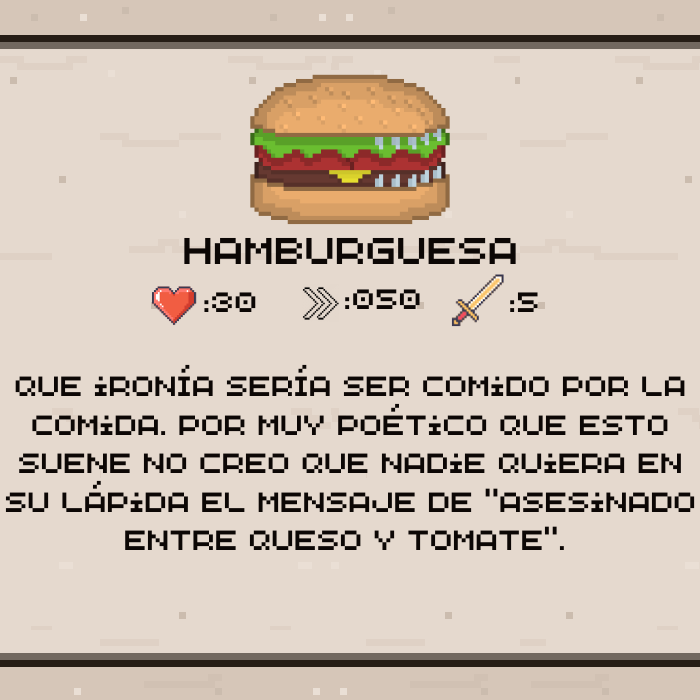 HAMBURGUESA
:30 :050 :5
QUE iRONÍA SERÍA SER COMiDO POR LA
COMiDA. POR MUY POÉTiCO QUE ESTO
SUENE NO CREO QUE NADiE QUiERA EN
SU LÁPiDA EL MENSAJE DE "ASESiNADO
ENTRE QUESO Y TOMATE".